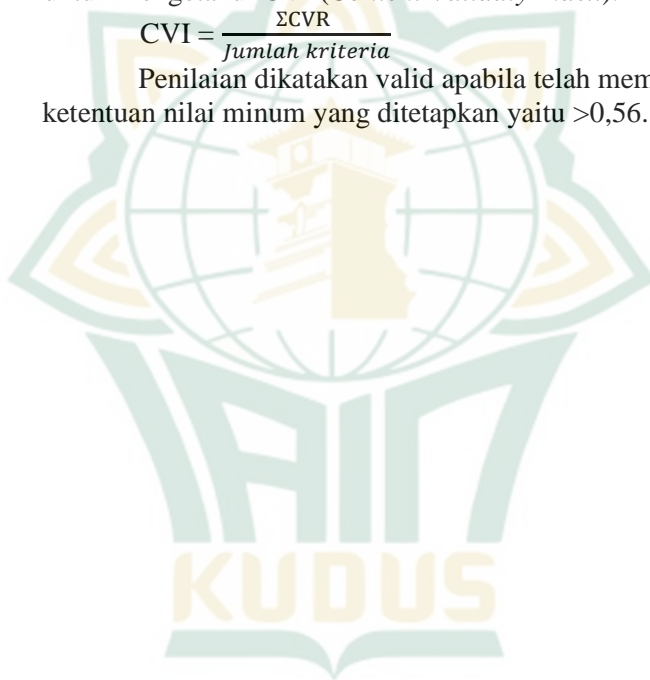 CVI = ΣCVR / Jumlah kriteria
Penilaian dikatakan valid apabila telah mem
ketentuan nilai minum yang ditetapkan yaitu >0,56.
IAIN
KUDUS